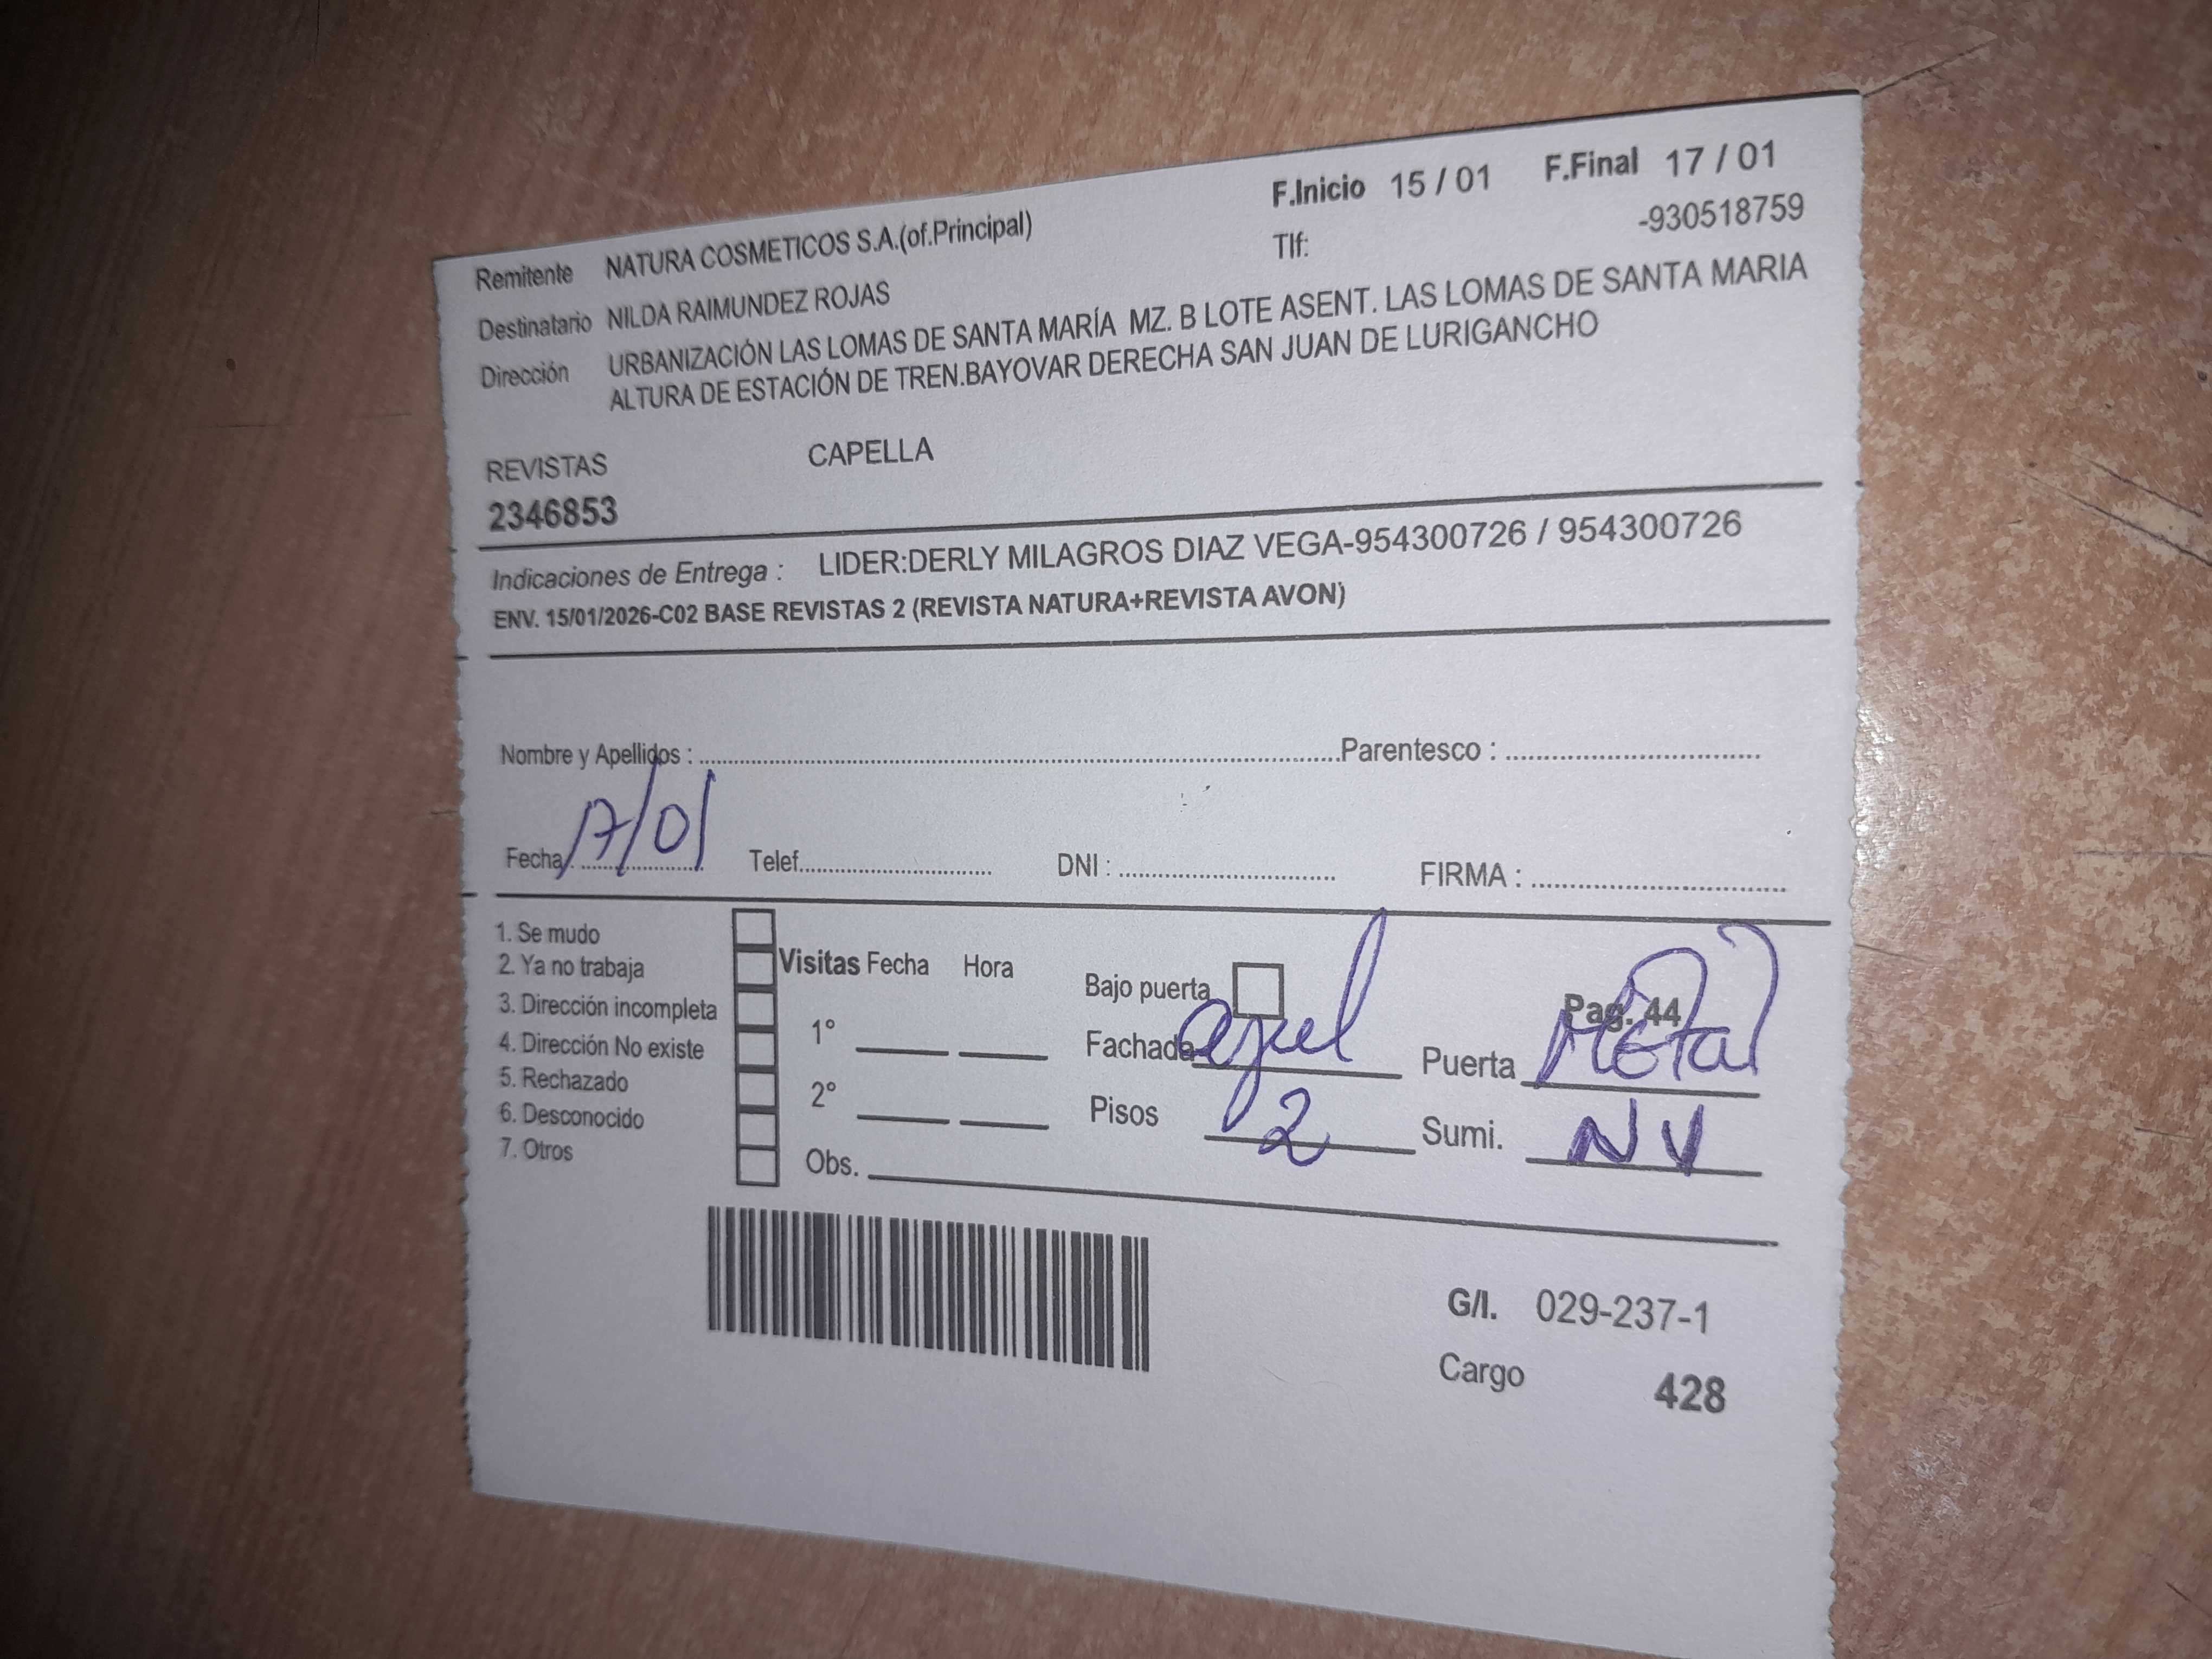 F.Inicio 15 / 01 F.Final 17 / 01
Remitente NATURA COSMETICOS S.A.(of.Principal) Tlf: -930518759
Destinatario NILDA RAIMUNDEZ ROJAS
Dirección URBANIZACIÓN LAS LOMAS DE SANTA MARÍA MZ. B LOTE ASENT. LAS LOMAS DE SANTA MARIA
ALTURA DE ESTACIÓN DE TREN.BAYOVAR DERECHA SAN JUAN DE LURIGANCHO
REVISTAS CAPELLA
2346853
Indicaciones de Entrega : LIDER:DERLY MILAGROS DIAZ VEGA-954300726 / 954300726
ENV. 15/01/2026-C02 BASE REVISTAS 2 (REVISTA NATURA+REVISTA AVON)
Nombre y Apellidos : Parentesco :
Fecha: 17/01 Telef. DNI : FIRMA :
1. Se mudo
2. Ya no trabaja
3. Dirección incompleta
4. Dirección No existe
5. Rechazado
6. Desconocido
7. Otros
Visitas Fecha Hora
1°
2°
Obs.
Bajo puerta Pag. 44
Fachada azul Puerta Metal
Pisos 2 Sumi. NV
G/I. 029-237-1
Cargo 428